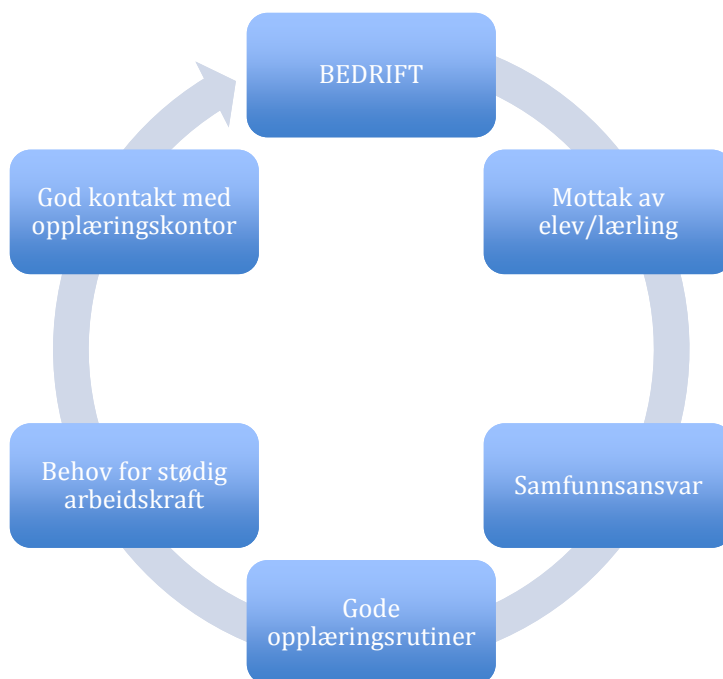 BEDRIFT
Mottak av
elev/lærling
Samfunnsansvar
Gode
opplæringsrutiner
Behov for stødig
arbeidskraft
God kontakt med
opplæringskontor